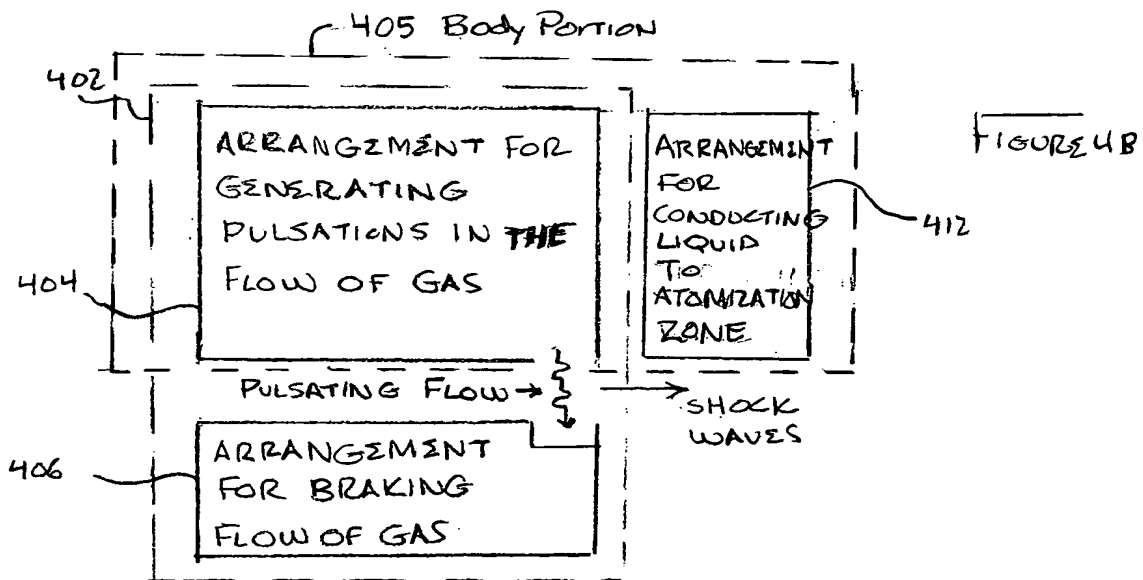 405 Body Portion
402
ARRANGEMENT FOR
GENERATING
PULSATIONS IN THE
FLOW OF GAS
404
ARRANGEMENT
FOR
CONDUCTING
LIQUID
TO
ATOMIZATION
ZONE
412
FIGURE 4B
PULSATING FLOW
SHOCK
WAVES
ARRANGEMENT
FOR BRAKING
FLOW OF GAS
406